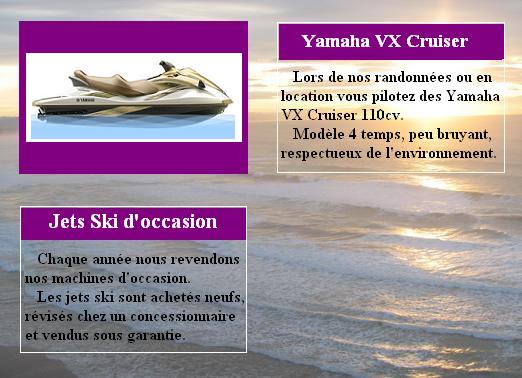 YAMAHA
Yamaha VX Cruiser
Lors de nos randonnées ou en
location vous pilotez des Yamaha
VX Cruiser 110cv.
Modèle 4 temps, peu bruyant,
respectueux de l'environnement.
Jets Ski d'occasion
Chaque année nous revendons
nos machines d'occasion.
Les jets ski sont achetés neufs,
révisés chez un concessionnaire
et vendus sous garantie.